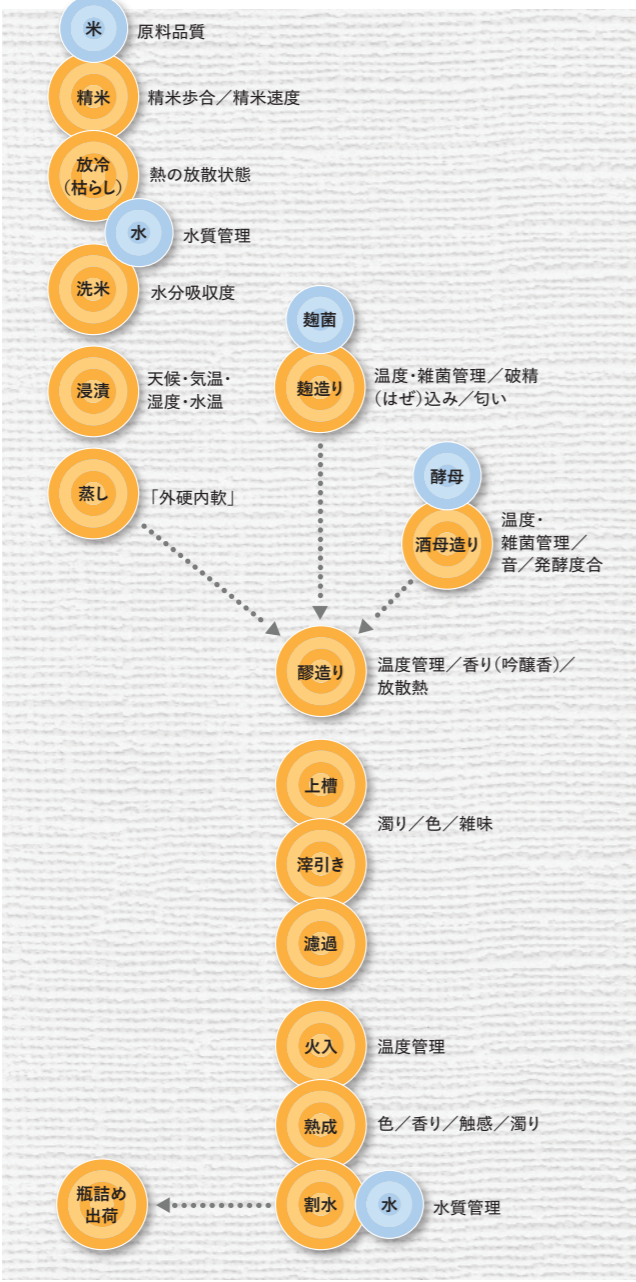 米
原料品質
精米
精米歩合／精米速度
放冷
（枯らし）
熱の放散状態
水
水質管理
洗米
水分吸収度
浸漬
天候・気温・
湿度・水温
蒸し
「外硬内軟」
麹菌
麹造り
温度・雑菌管理／破精
（はぜ）込み／匂い
酵母
酒母造り
温度・
雑菌管理／
音／発酵度合
醪造り
温度管理／香り（吟醸香）／
放散熱
上槽
濁り／色／雑味
滓引き
濾過
火入
温度管理
熟成
色／香り／触感／濁り
割水
水
水質管理
瓶詰め
出荷